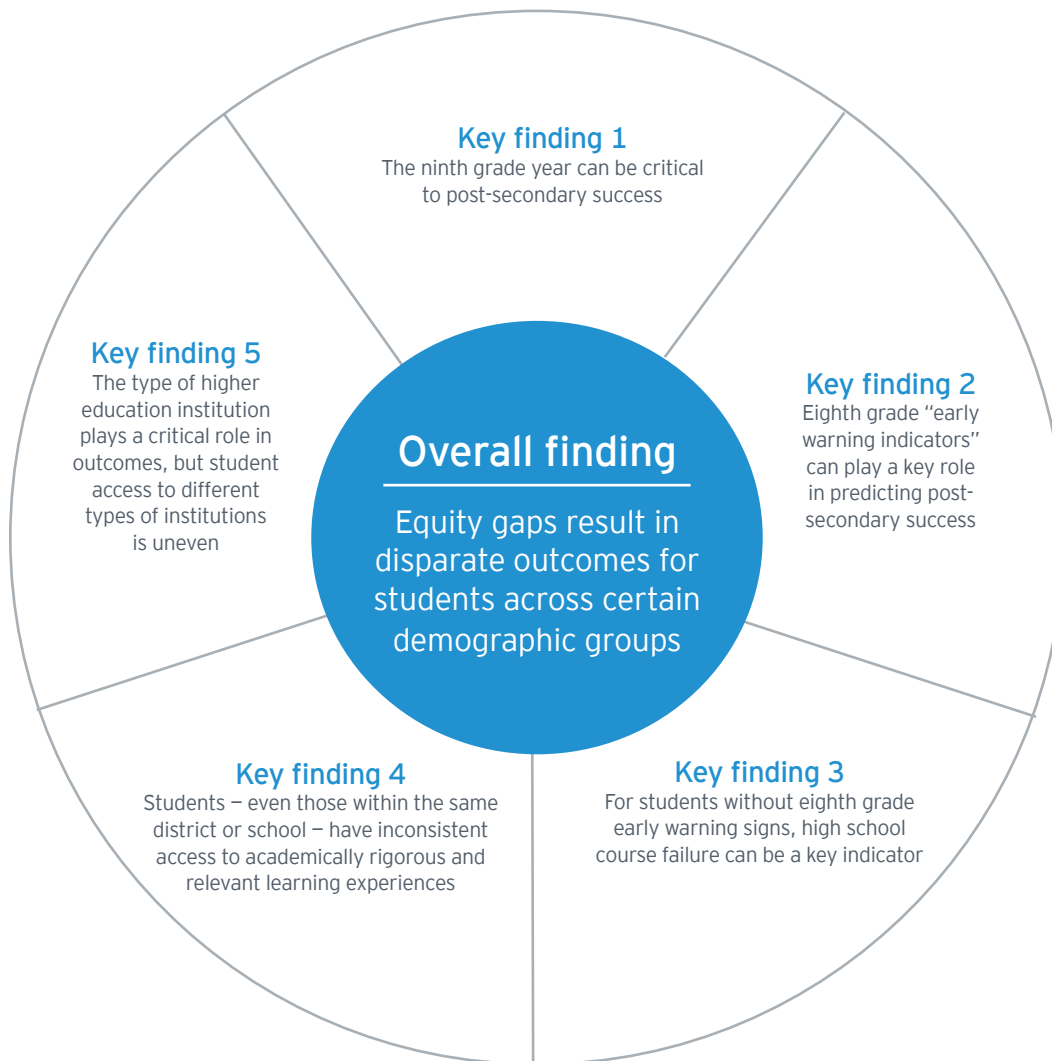 Key finding 1
The ninth grade year can be critical
to post-secondary success
Key finding 2
Eighth grade “early
warning indicators”
can play a key role
in predicting post-
secondary success
Key finding 3
For students without eighth grade
early warning signs, high school
course failure can be a key indicator
Key finding 4
Students – even those within the same
district or school – have inconsistent
access to academically rigorous and
relevant learning experiences
Key finding 5
The type of higher
education institution
plays a critical role in
outcomes, but student
access to different
types of institutions
is uneven
Overall finding
Equity gaps result in
disparate outcomes for
students across certain
demographic groups